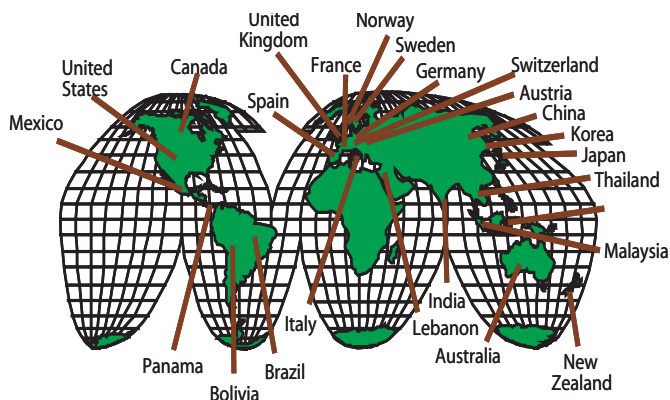 United
Kingdom
Norway
Sweden
France
Germany
Switzerland
United
States
Canada
Spain
Austria
China
Mexico
Korea
Japan
Thailand
Malaysia
India
Italy
Lebanon
Australia
Panama
Brazil
Bolivia
New
Zealand